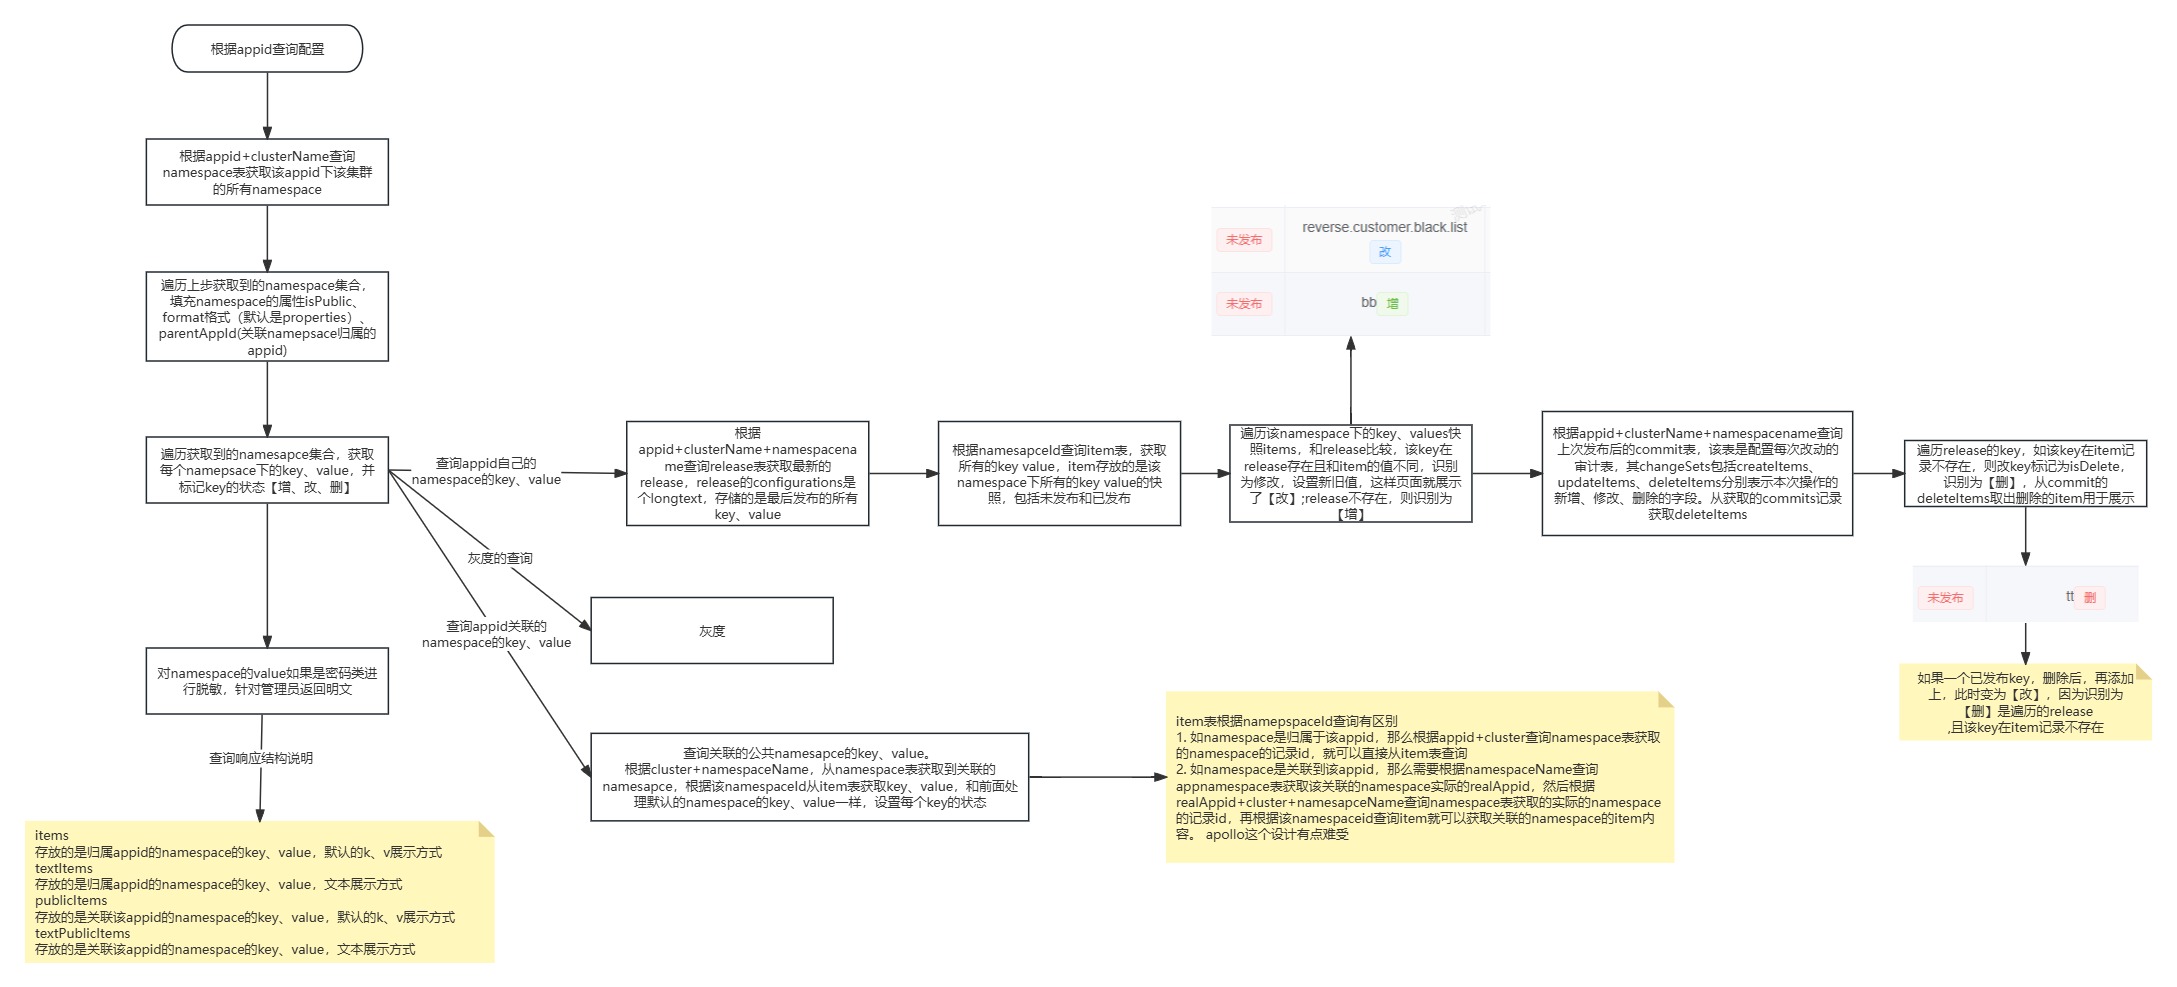 根据appid查询配置
根据appid+clusterName查询
namespace表获取该appid下该集群
的所有namespace
遍历上步获取到的namespace集合，
填充namespace的属性isPublic、
format格式（默认是properties）、
parentAppId(关联namepsace归属的
appid)
遍历获取到的namesapce集合，获取
每个namepsace下的key、value，并
标记key的状态【增、改、删】
查询appid自己的
namespace的key、value
根据
appid+clusterName+namespacena
me查询release表获取最新的
release，release的configurations是
个longtext，存储的是最后发布的所有
key、value
根据namesapceId查询item表，获取
所有的key value，item存放的是该
namespace下所有的key value的快
照，包括未发布和已发布
未发布
reverse.customer.black.list
改
未发布
bb 增
遍历该namespace下的key、values快
照items，和release比较，该key在
release存在且和item的值不同，识别
为修改，设置新旧值，这样页面就展示
了【改】;release不存在，则识别为
【增】
根据appid+clusterName+namespacename查询
上次发布后的commit表，该表是配置每次改动的
审计表，其changeSets包括createItems、
updateItems、deleteItems分别表示本次操作的
新增、修改、删除的字段。从获取的commits记录
获取deleteItems
遍历release的key，如该key在item记
录不存在，则改key标记为isDelete，
识别为【删】，从commit的
deleteItems取出删除的item用于展示
未发布
tt 删
如果一个已发布key，删除后，再添加
上，此时变为【改】，因为识别为
【删】是遍历的release
,且该key在item记录不存在
灰度的查询
灰度
查询appid关联的
namespace的key、value
查询关联的公共namesapce的key、value。
根据cluster+namespaceName，从namespace表获取到关联的
namesapce，根据该namespaceId从item表获取key、value，和前面处
理默认的namespace的key、value一样，设置每个key的状态
item表根据namepspaceId查询有区别
1. 如namespace是归属于该appid，那么根据appid+cluster查询namespace表获取
的namespace的记录id，就可以直接从item表查询
2. 如namespace是关联到该appid，那么需要根据namespaceName查询
appnamespace表获取该关联的namespace实际的realAppid，然后根据
realAppid+cluster+namesapceName查询namespace表获取的实际的namespace
的记录id，再根据该namespaceid查询item就可以获取关联的namespace的item内
容。 apollo这个设计有点难受
对namespace的value如果是密码类进
行脱敏，针对管理员返回明文
查询响应结构说明
items
存放的是归属appid的namespace的key、value，默认的k、v展示方式
textItems
存放的是归属appid的namespace的key、value，文本展示方式
publicItems
存放的是关联该appid的namespace的key、value，默认的k、v展示方式
textPublicItems
存放的是关联该appid的namespace的key、value，文本展示方式